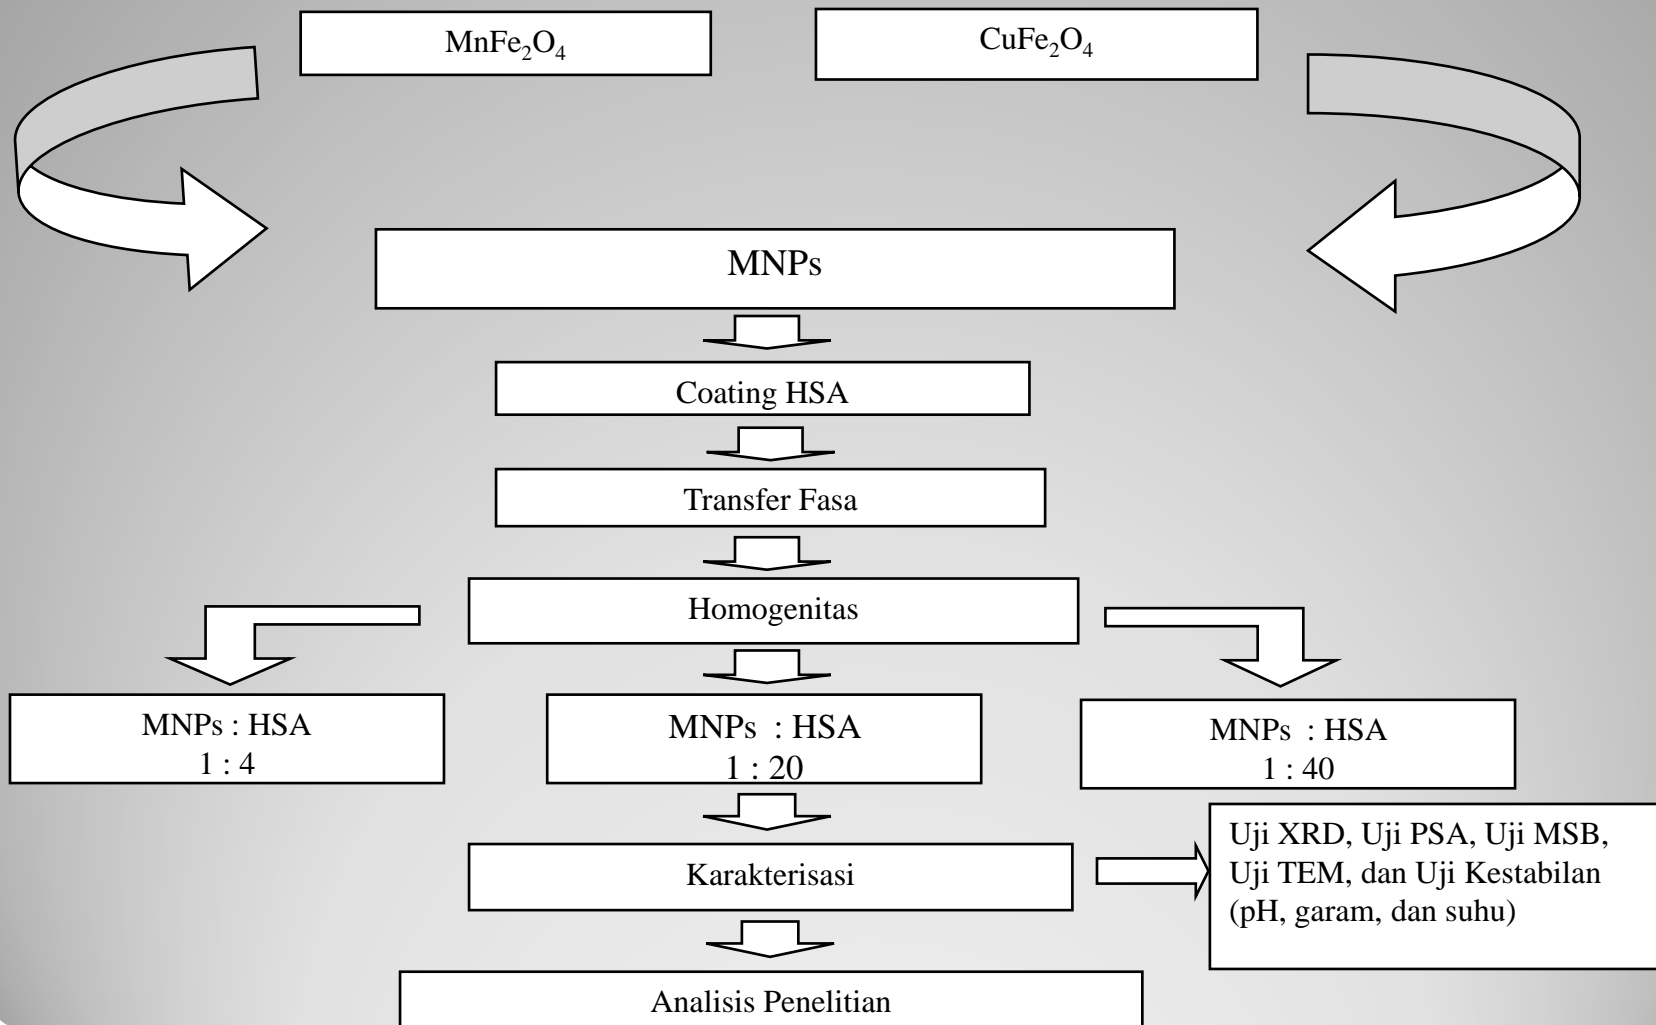 MnFe₂O₄
CuFe₂O₄
MNPs
Coating HSA
Transfer Fasa
Homogenitas
MNPs : HSA
1 : 4
MNPs : HSA
1 : 20
MNPs : HSA
1 : 40
Karakterisasi
Uji XRD, Uji PSA, Uji MSB,
Uji TEM, dan Uji Kestabilan
(pH, garam, dan suhu)
Analisis Penelitian